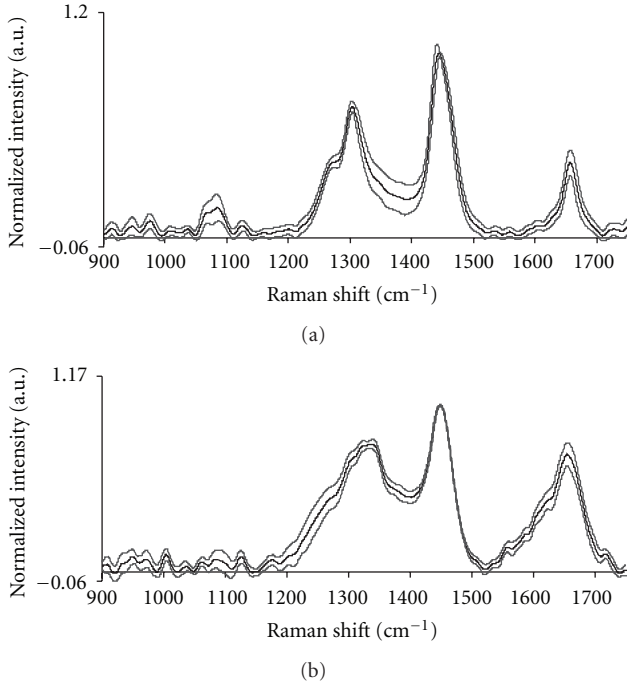 1.2
Normalized intensity (a.u.)
−0.06
900 1000 1100 1200 1300 1400 1500 1600 1700
Raman shift (cm−1)
(a)
1.17
Normalized intensity (a.u.)
−0.06
900 1000 1100 1200 1300 1400 1500 1600 1700
Raman shift (cm−1)
(b)